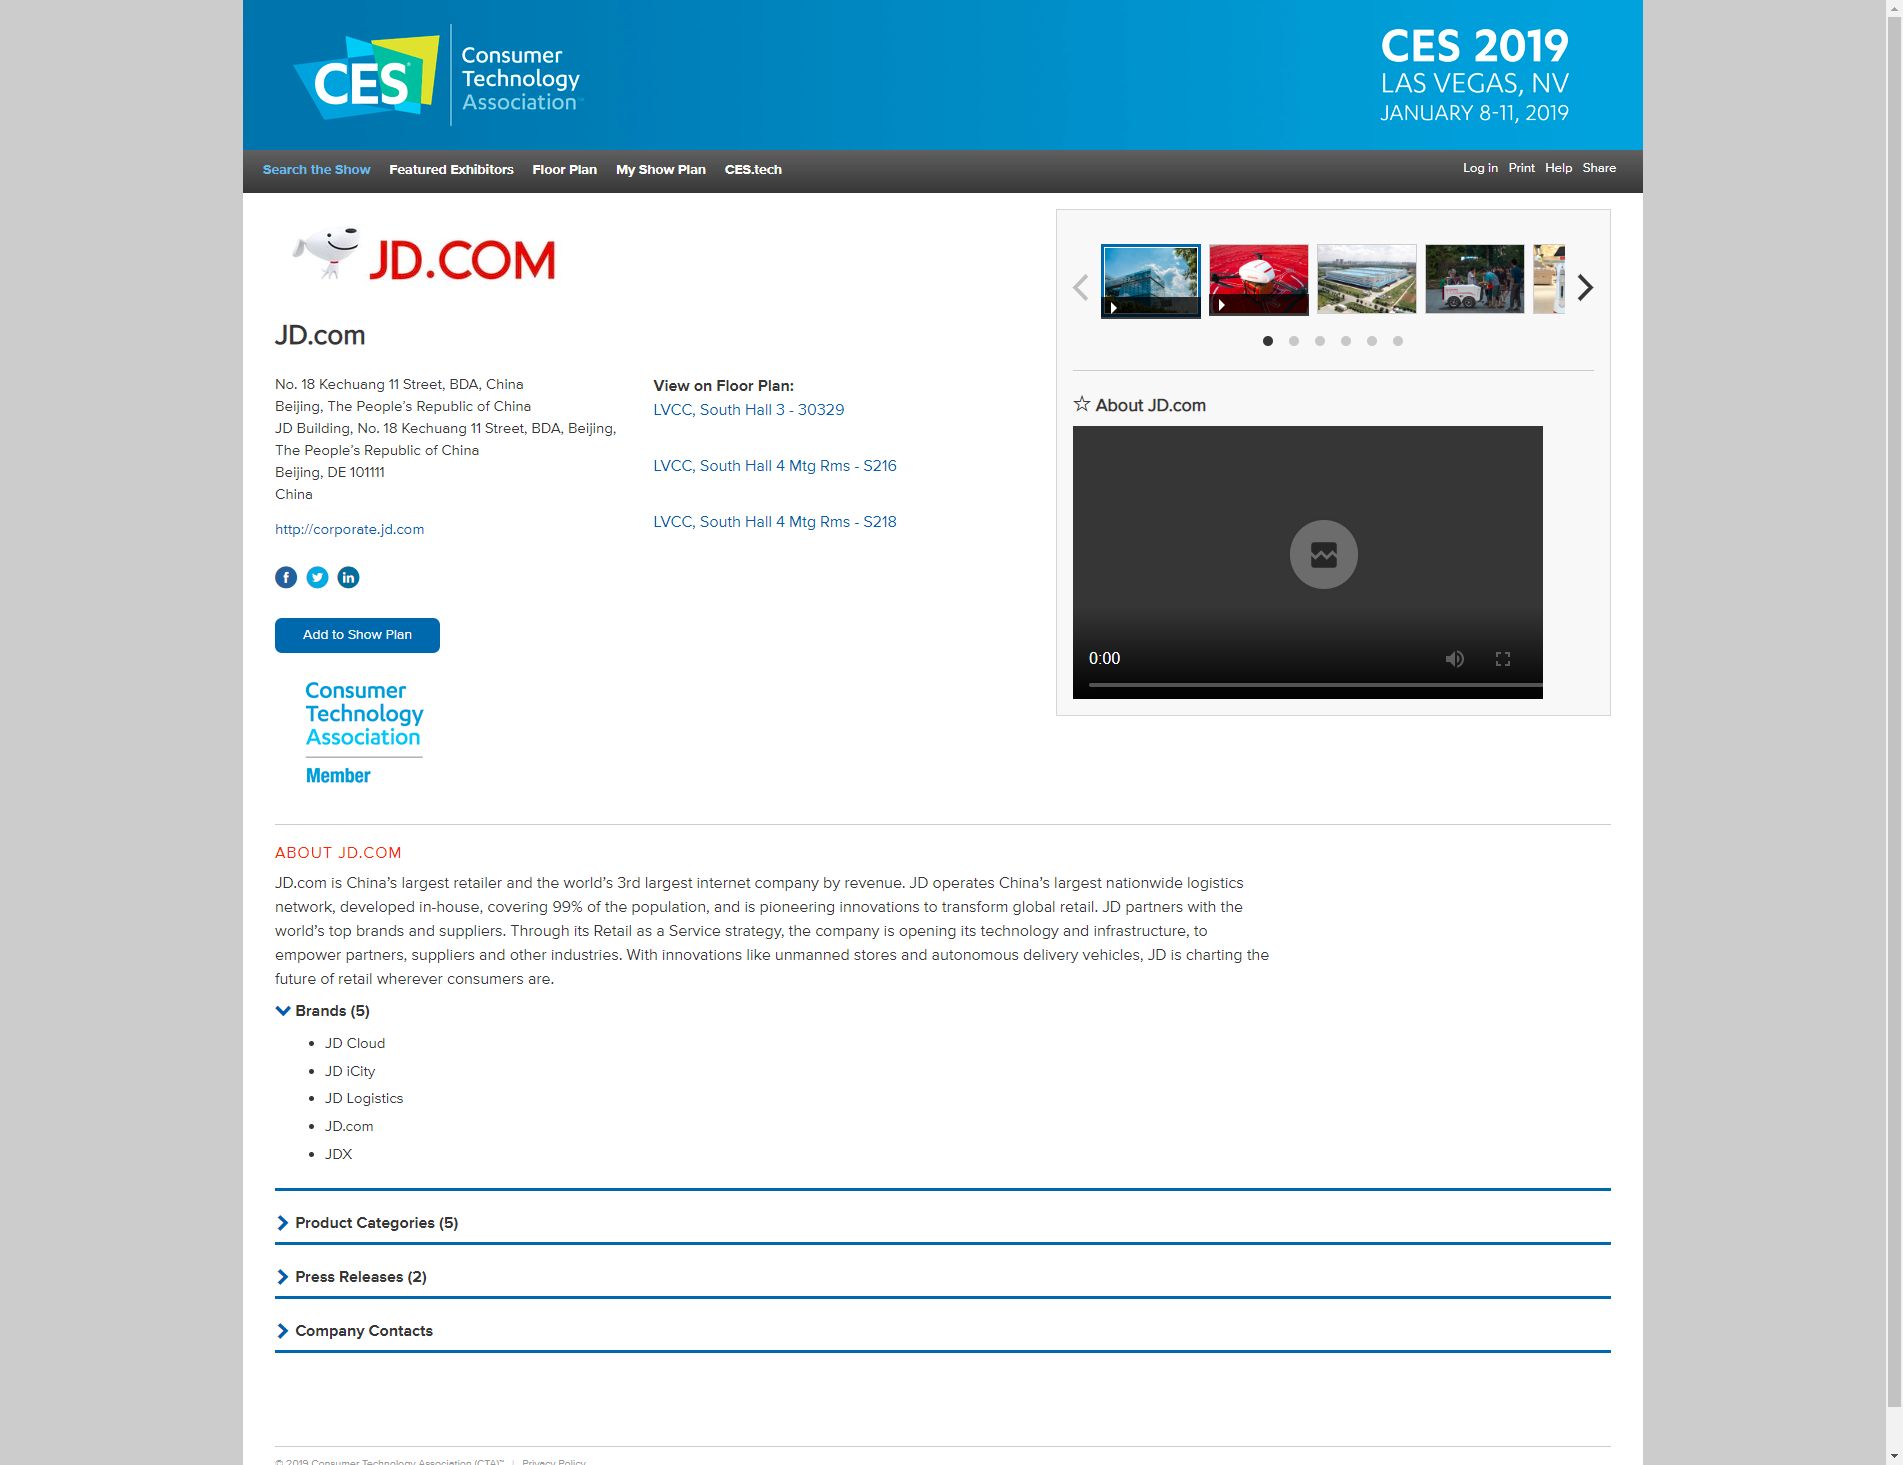 CES
Consumer
Technology
Association
CES 2019
LAS VEGAS, NV
JANUARY 8-11, 2019
Search the Show Featured Exhibitors Floor Plan My Show Plan CES.tech
Log in Print Help Share
JD.COM
JD.com
No. 18 Kechuang 11 Street, BDA, China
Beijing, The People’s Republic of China
JD Building, No. 18 Kechuang 11 Street, BDA, Beijing,
The People’s Republic of China
Beijing, DE 101111
China
http://corporate.jd.com
Add to Show Plan
Consumer
Technology
Association
Member
View on Floor Plan:
LVCC, South Hall 3 - 30329
LVCC, South Hall 4 Mtg Rms - S216
LVCC, South Hall 4 Mtg Rms - S218
About JD.com
0:00
ABOUT JD.COM
JD.com is China’s largest retailer and the world’s 3rd largest internet company by revenue. JD operates China’s largest nationwide logistics
network, developed in-house, covering 99% of the population, and is pioneering innovations to transform global retail. JD partners with the
world’s top brands and suppliers. Through its Retail as a Service strategy, the company is opening its technology and infrastructure, to
empower partners, suppliers and other industries. With innovations like unmanned stores and autonomous delivery vehicles, JD is charting the
future of retail wherever consumers are.
Brands (5)
• JD Cloud
• JD iCity
• JD Logistics
• JD.com
• JDX
Product Categories (5)
Press Releases (2)
Company Contacts
© 2019 Consumer Technology Association (CTA)™ | Privacy Policy